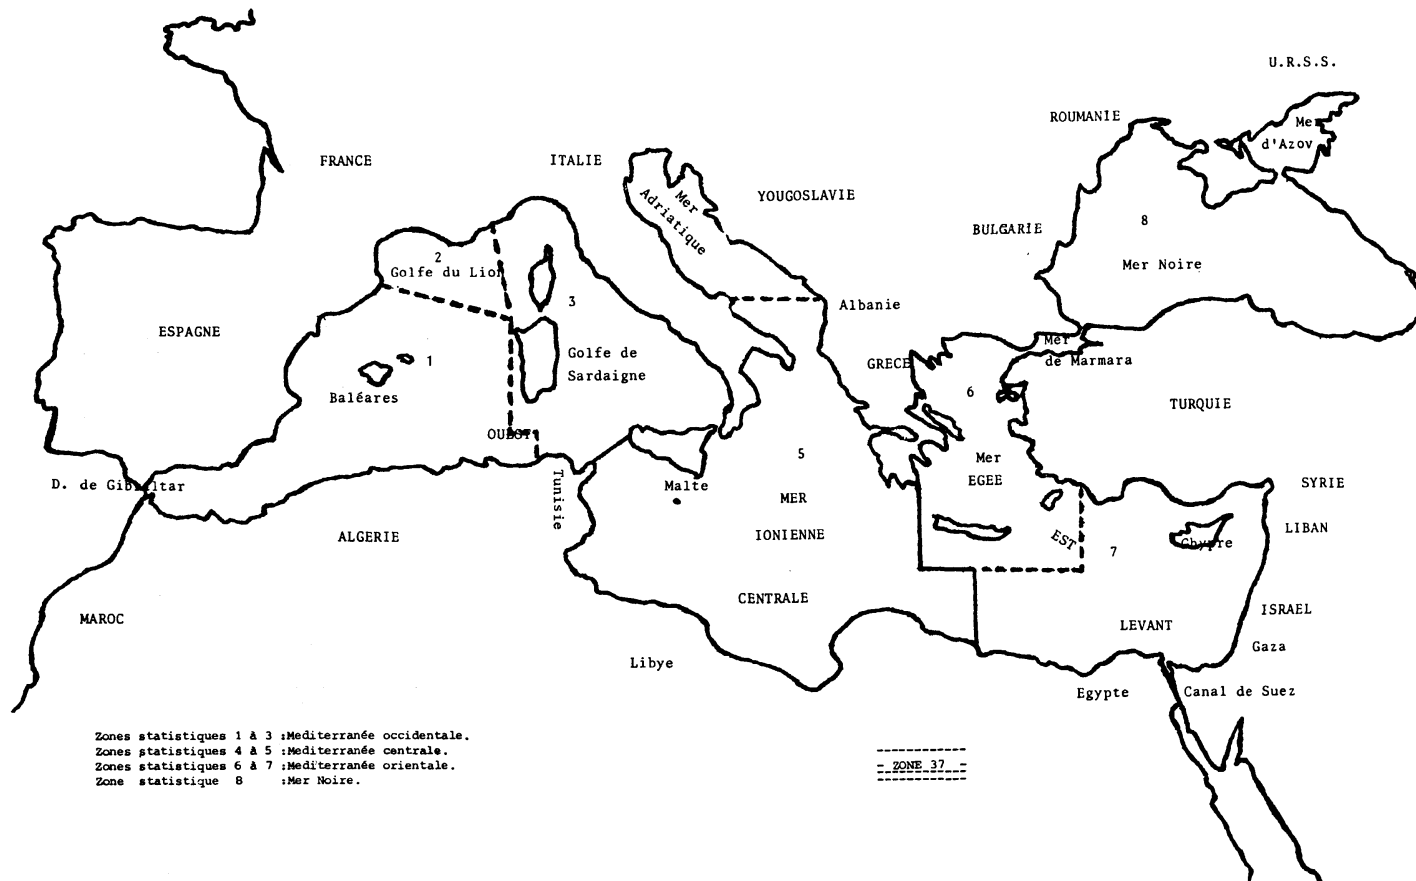 U.R.S.S.
ROUMANIE
Mer
d'Azov
FRANCE
ITALIE
YOUGOSLAVIE
Mer
Adriatique
BULGARIE
8
Mer Noire
2
Golfe du Lion
3
Albanie
ESPAGNE
1
Baléares
Golfe de
Sardaigne
GRECE
Mer
de Marmara
6
TURQUIE
OUEST
5
Mer
EGEE
D. de Gibraltar
Tunisie
Malte
MER
IONIENNE
CENTRALE
SYRIE
LIBAN
EST
7
Chypre
ALGERIE
MAROC
LEVANT
ISRAEL
Gaza
Libye
Egypte
Canal de Suez
Zones statistiques 1 à 3 :Mediterranée occidentale.
Zones statistiques 4 à 5 :Mediterranée centrale.
Zones statistiques 6 à 7 :Mediterranée orientale.
Zone statistique 8 :Mer Noire.
- ZONE 37 -